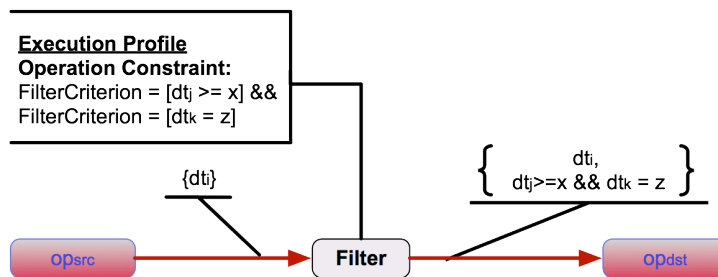 Execution Profile
Operation Constraint:
FilterCriterion = [dtj >= x] &&
FilterCriterion = [dtk = z]
{dti}
{ dti,
dtj>=x && dtk = z }
opsrc
Filter
opdst